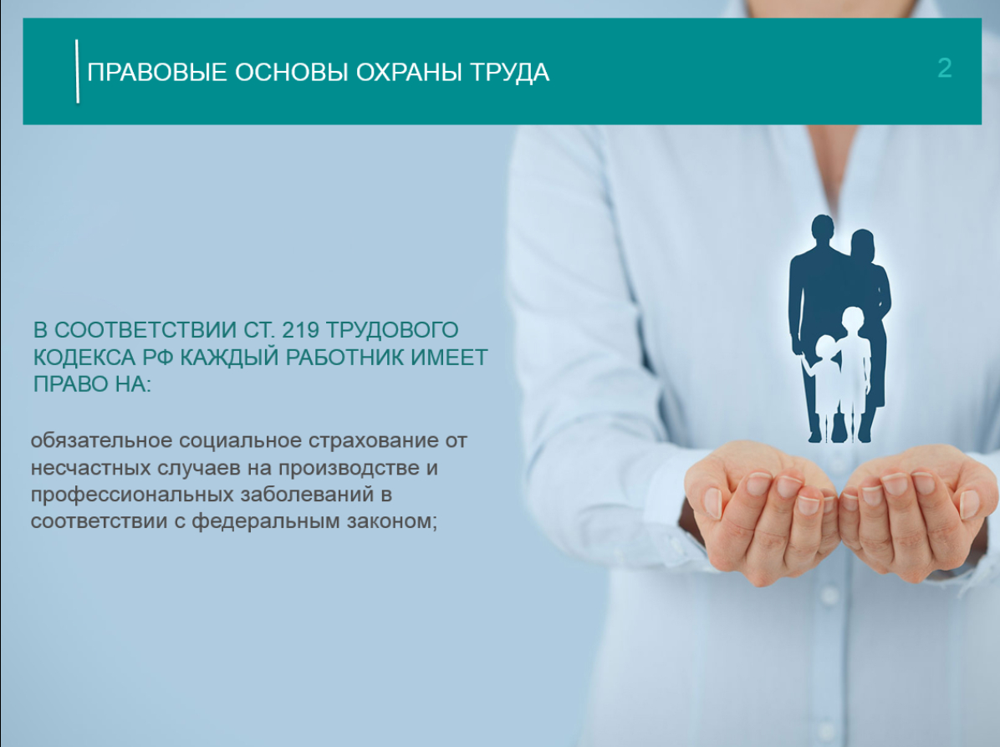 ПРАВОВЫЕ ОСНОВЫ ОХРАНЫ ТРУДА
2
В СООТВЕТСТВИИ СТ. 219 ТРУДОВОГО
КОДЕКСА РФ КАЖДЫЙ РАБОТНИК ИМЕЕТ
ПРАВО НА:
обязательное социальное страхование от
несчастных случаев на производстве и
профессиональных заболеваний в
соответствии с федеральным законом;